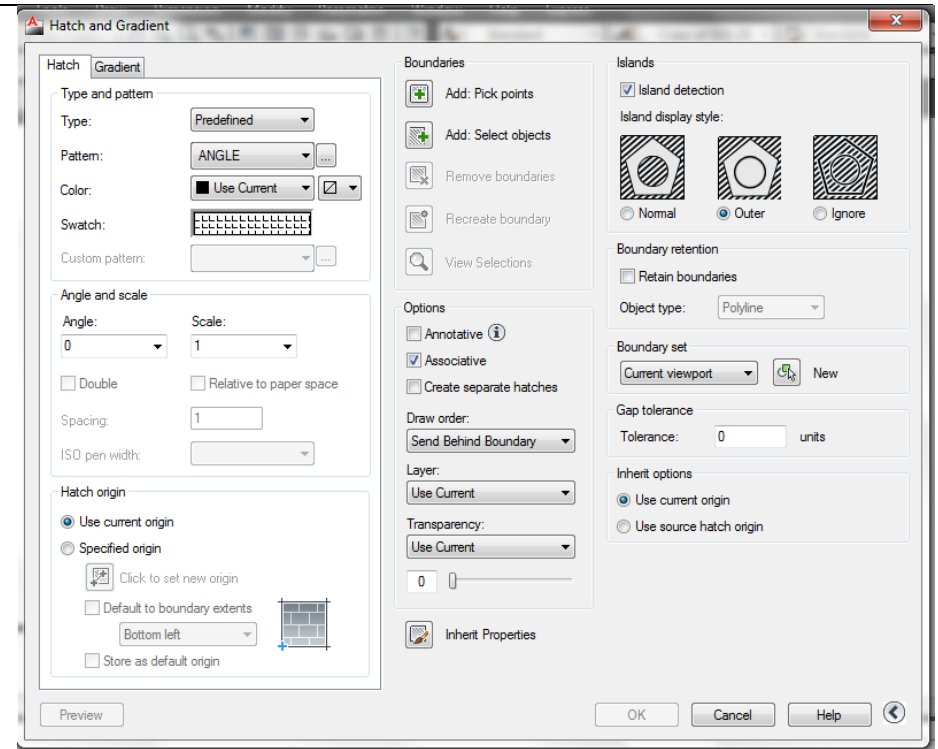 Hatch and Gradient
Hatch
Gradient
Type and pattern
Type:
Predefined
Pattern:
ANGLE
...
Color:
Use Current
Swatch:
Custom pattern:
...
Angle and scale
Angle:
Scale:
0
1
Double
Relative to paper space
Spacing:
1
ISO pen width:
Hatch origin
Use current origin
Specified origin
Click to set new origin
Default to boundary extents
Bottom left
Store as default origin
Preview
Boundaries
Add: Pick points
Add: Select objects
Remove boundaries
Recreate boundary
View Selections
Options
Annotative
Associative
Create separate hatches
Draw order:
Send Behind Boundary
Layer:
Use Current
Transparency:
Use Current
0
Inherit Properties
Islands
Island detection
Island display style:
Normal
Outer
Ignore
Boundary retention
Retain boundaries
Object type:
Polyline
Boundary set
Current viewport
New
Gap tolerance
Tolerance:
0
units
Inherit options
Use current origin
Use source hatch origin
OK
Cancel
Help